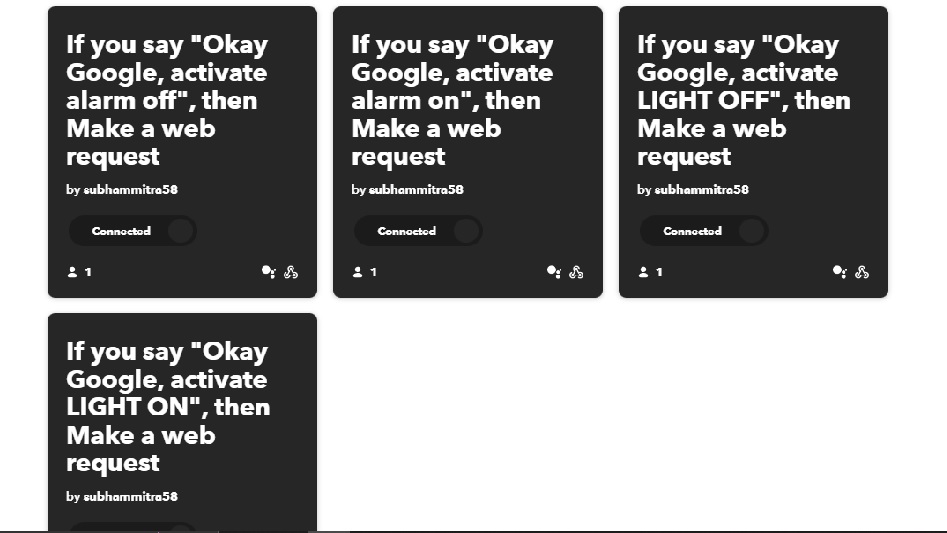 If you say "Okay
Google, activate
alarm off", then
Make a web
request
by subhammitra58
Connected
1
If you say "Okay
Google, activate
alarm on", then
Make a web
request
by subhammitra58
Connected
1
If you say "Okay
Google, activate
LIGHT OFF", then
Make a web
request
by subhammitra58
Connected
1
If you say "Okay
Google, activate
LIGHT ON", then
Make a web
request
by subhammitra58